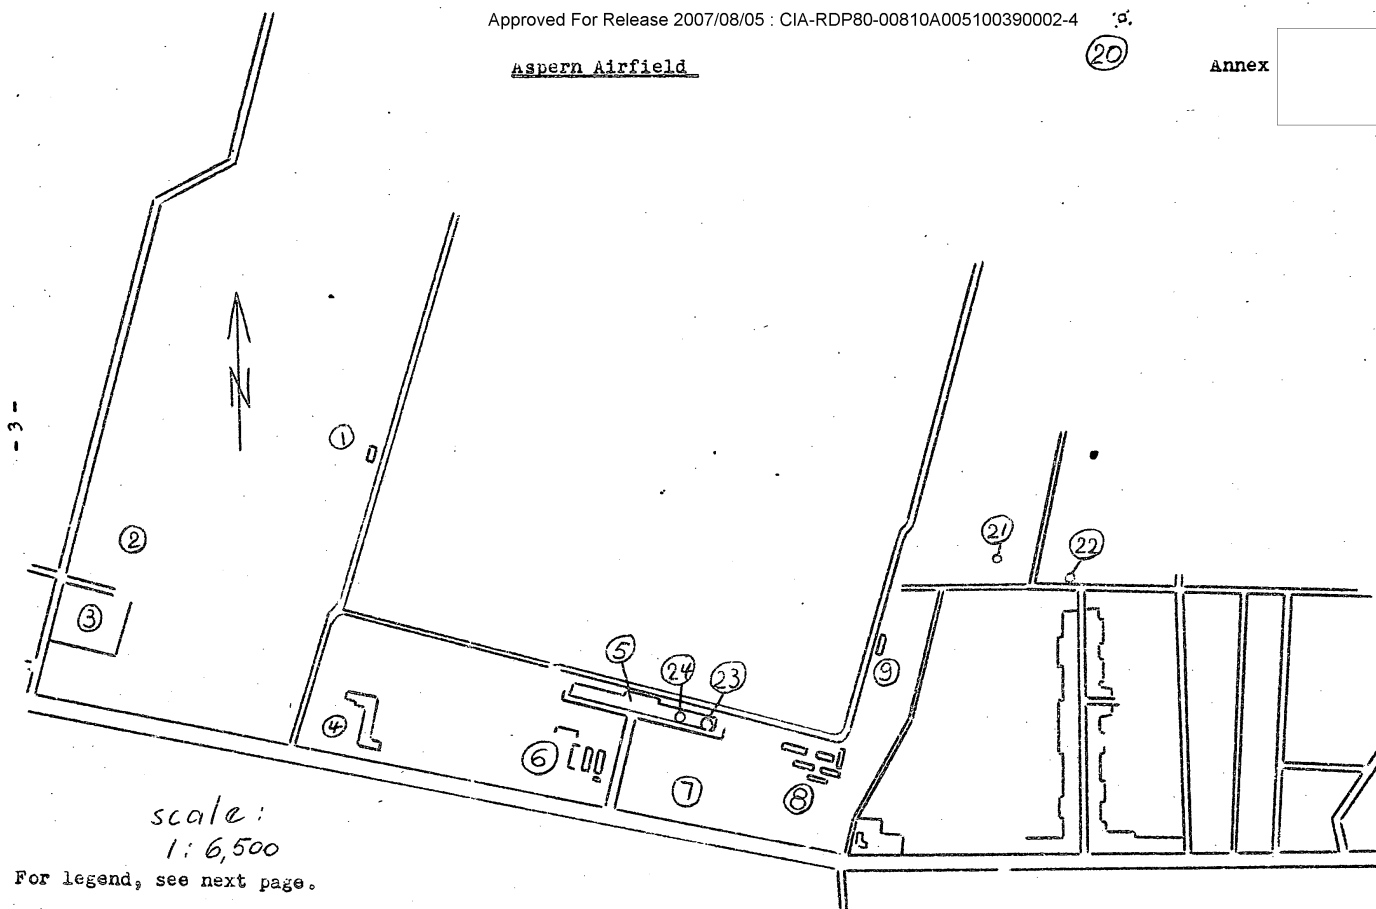 Approved For Release 2007/08/05 : CIA-RDP80-00810A005100390002-4
Aspern Airfield
20
Annex
N
- 3 -
1
2
21
22
3
5
24
23
9
4
6
7
8
scale:
1: 6,500
For legend, see next page.